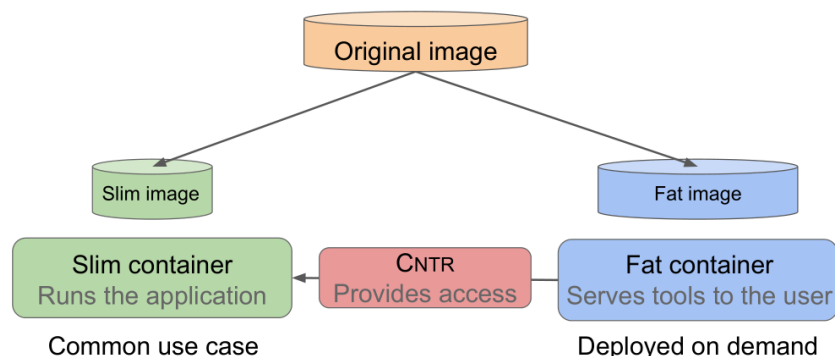 Original image
Slim image
Fat image
Slim container
Runs the application
CNTR
Provides access
Fat container
Serves tools to the user
Common use case
Deployed on demand